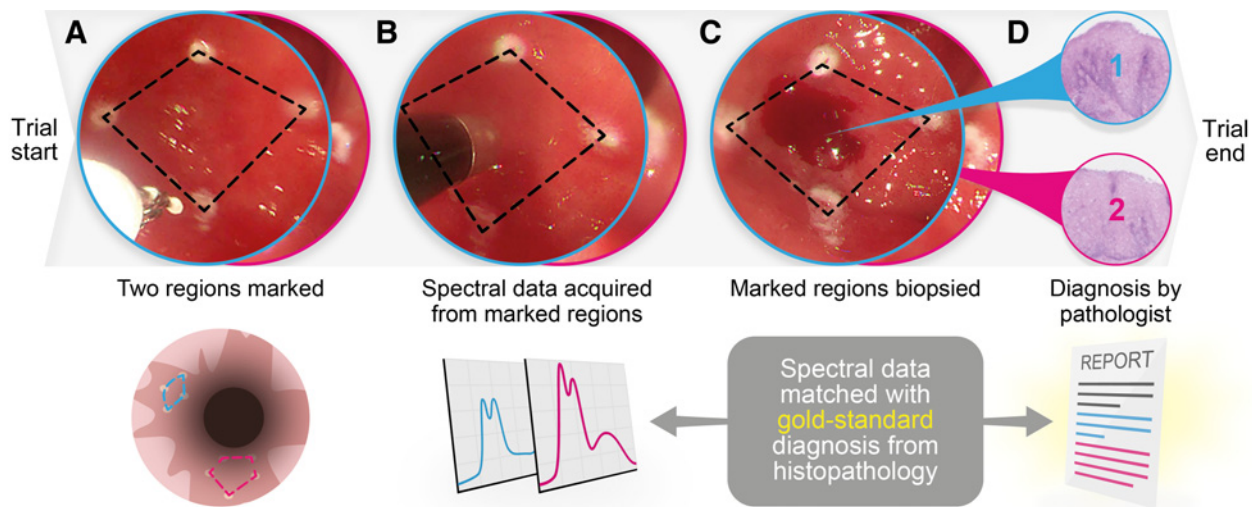 A
B
C
D
1
2
Trial
start
Trial
end
Two regions marked
Spectral data acquired
from marked regions
Marked regions biopsied
Diagnosis by
pathologist
Spectral data
matched with
gold-standard
diagnosis from
histopathology
REPORT